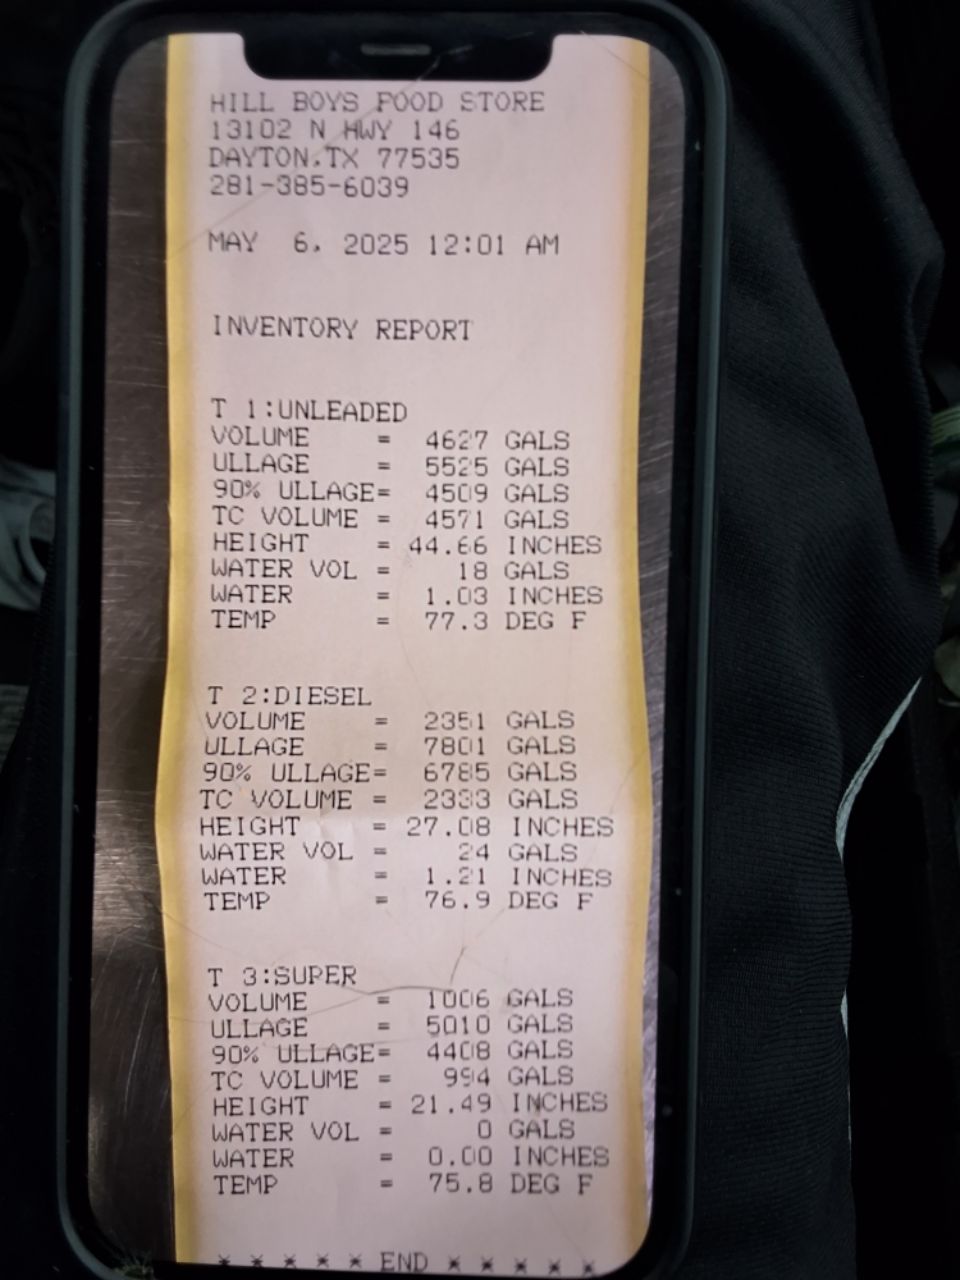 HILL BOYS FOOD STORE
13102 N HWY 146
DAYTON.TX 77535
281-385-6039
MAY 6, 2025 12:01 AM
INVENTORY REPORT
T 1:UNLEADED
VOLUME = 4627 GALS
ULLAGE = 5525 GALS
90% ULLAGE= 4509 GALS
TC VOLUME = 4571 GALS
HEIGHT = 44.66 INCHES
WATER VOL = 18 GALS
WATER = 1.03 INCHES
TEMP = 77.3 DEG F
T 2:DIESEL
VOLUME = 2351 GALS
ULLAGE = 7801 GALS
90% ULLAGE= 6785 GALS
TC VOLUME = 2333 GALS
HEIGHT = 27.08 INCHES
WATER VOL = 24 GALS
WATER = 1.21 INCHES
TEMP = 76.9 DEG F
T 3:SUPER
VOLUME = 1006 GALS
ULLAGE = 5010 GALS
90% ULLAGE= 4408 GALS
TC VOLUME = 994 GALS
HEIGHT = 21.49 INCHES
WATER VOL = 0 GALS
WATER = 0.00 INCHES
TEMP = 75.8 DEG F
* * * * * END * * * * *